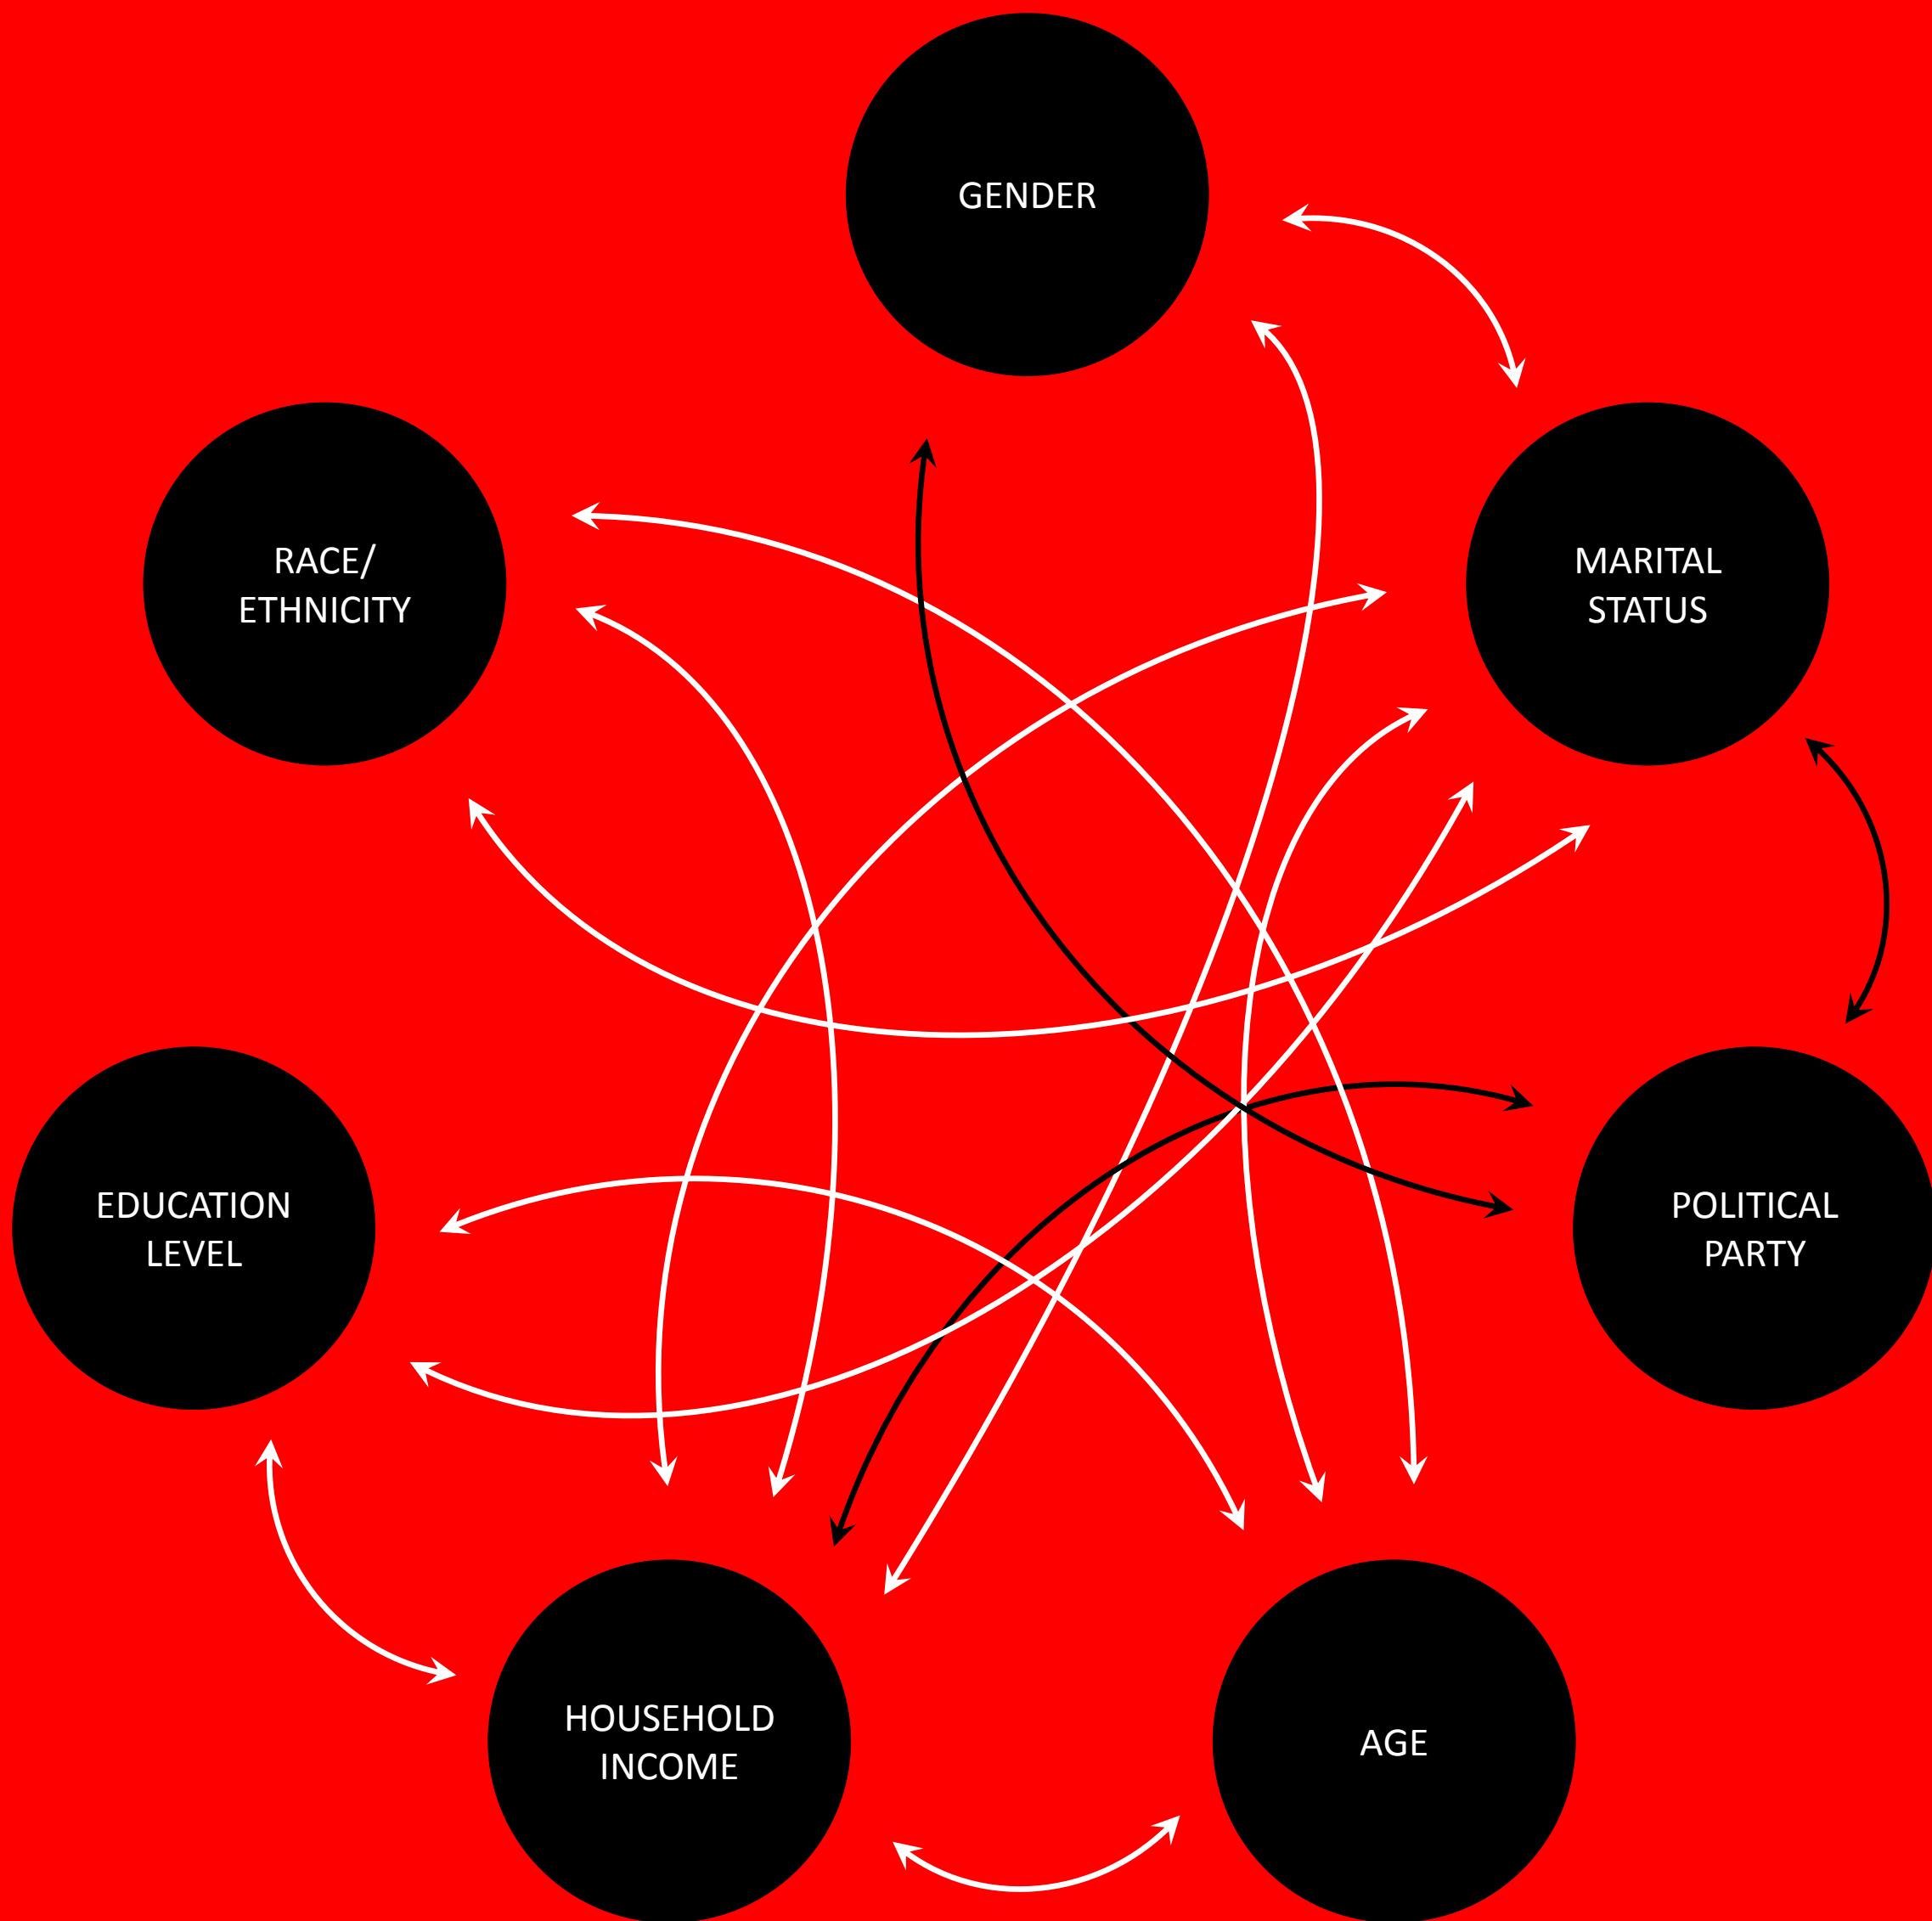 GENDER
RACE/
ETHNICITY
MARITAL
STATUS
EDUCATION
LEVEL
POLITICAL
PARTY
HOUSEHOLD
INCOME
AGE